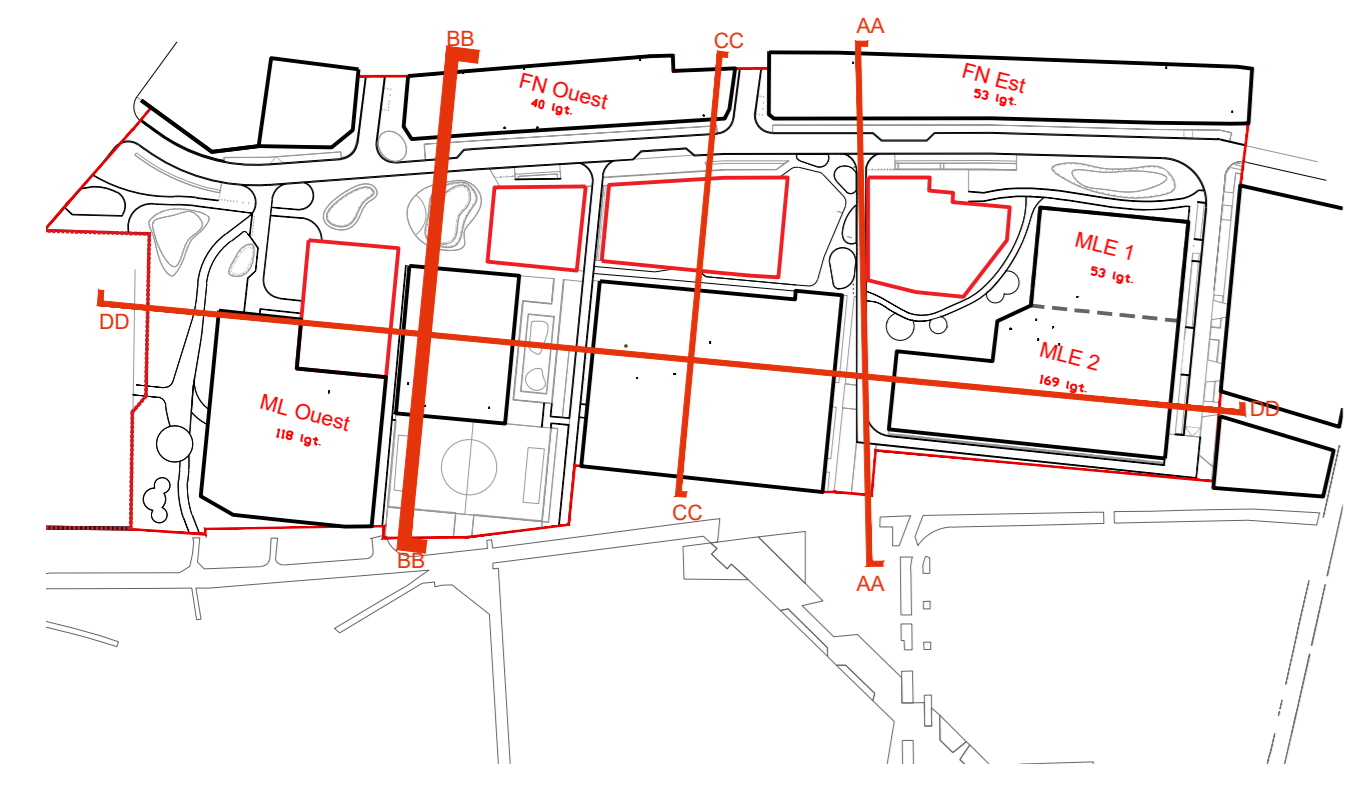 AA
BB
CC
FN Ouest
40 lgt.
FN Est
53 lgt.
MLE 1
53 lgt.
DD
MLE 2
169 lgt.
DD
ML Ouest
118 lgt.
CC
BB
AA